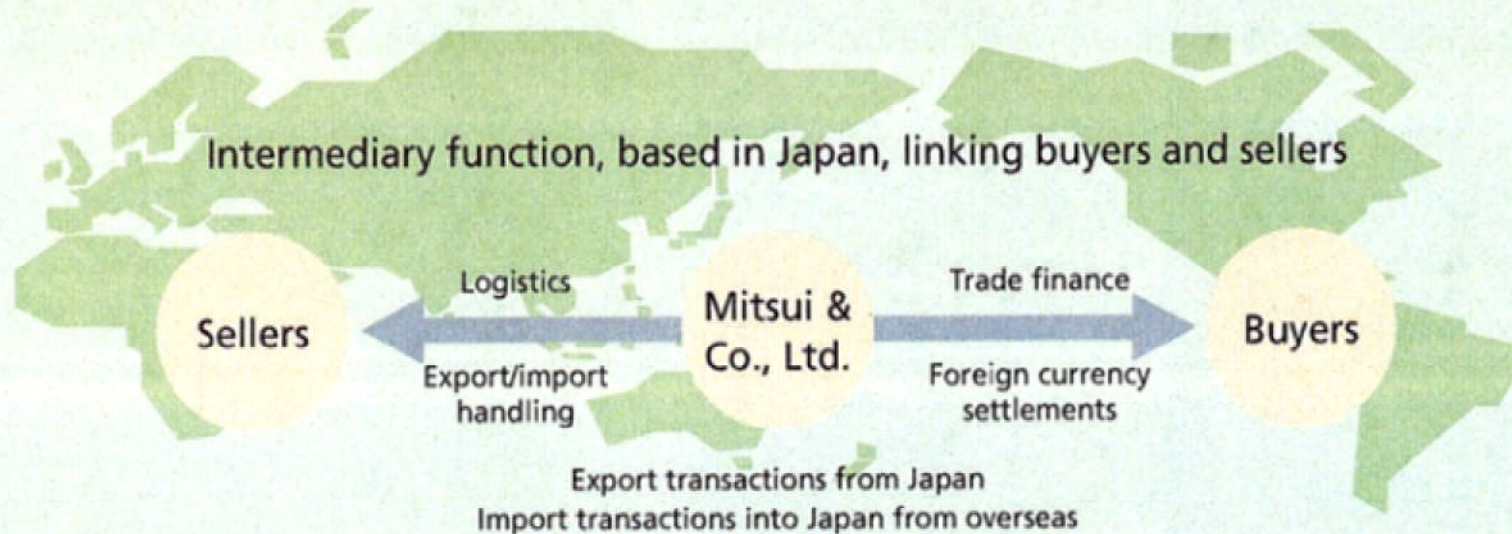 Intermediary function, based in Japan, linking buyers and sellers
Sellers
Logistics
Export/import
handling
Mitsui &
Co., Ltd.
Trade finance
Foreign currency
settlements
Buyers
Export transactions from Japan
Import transactions into Japan from overseas